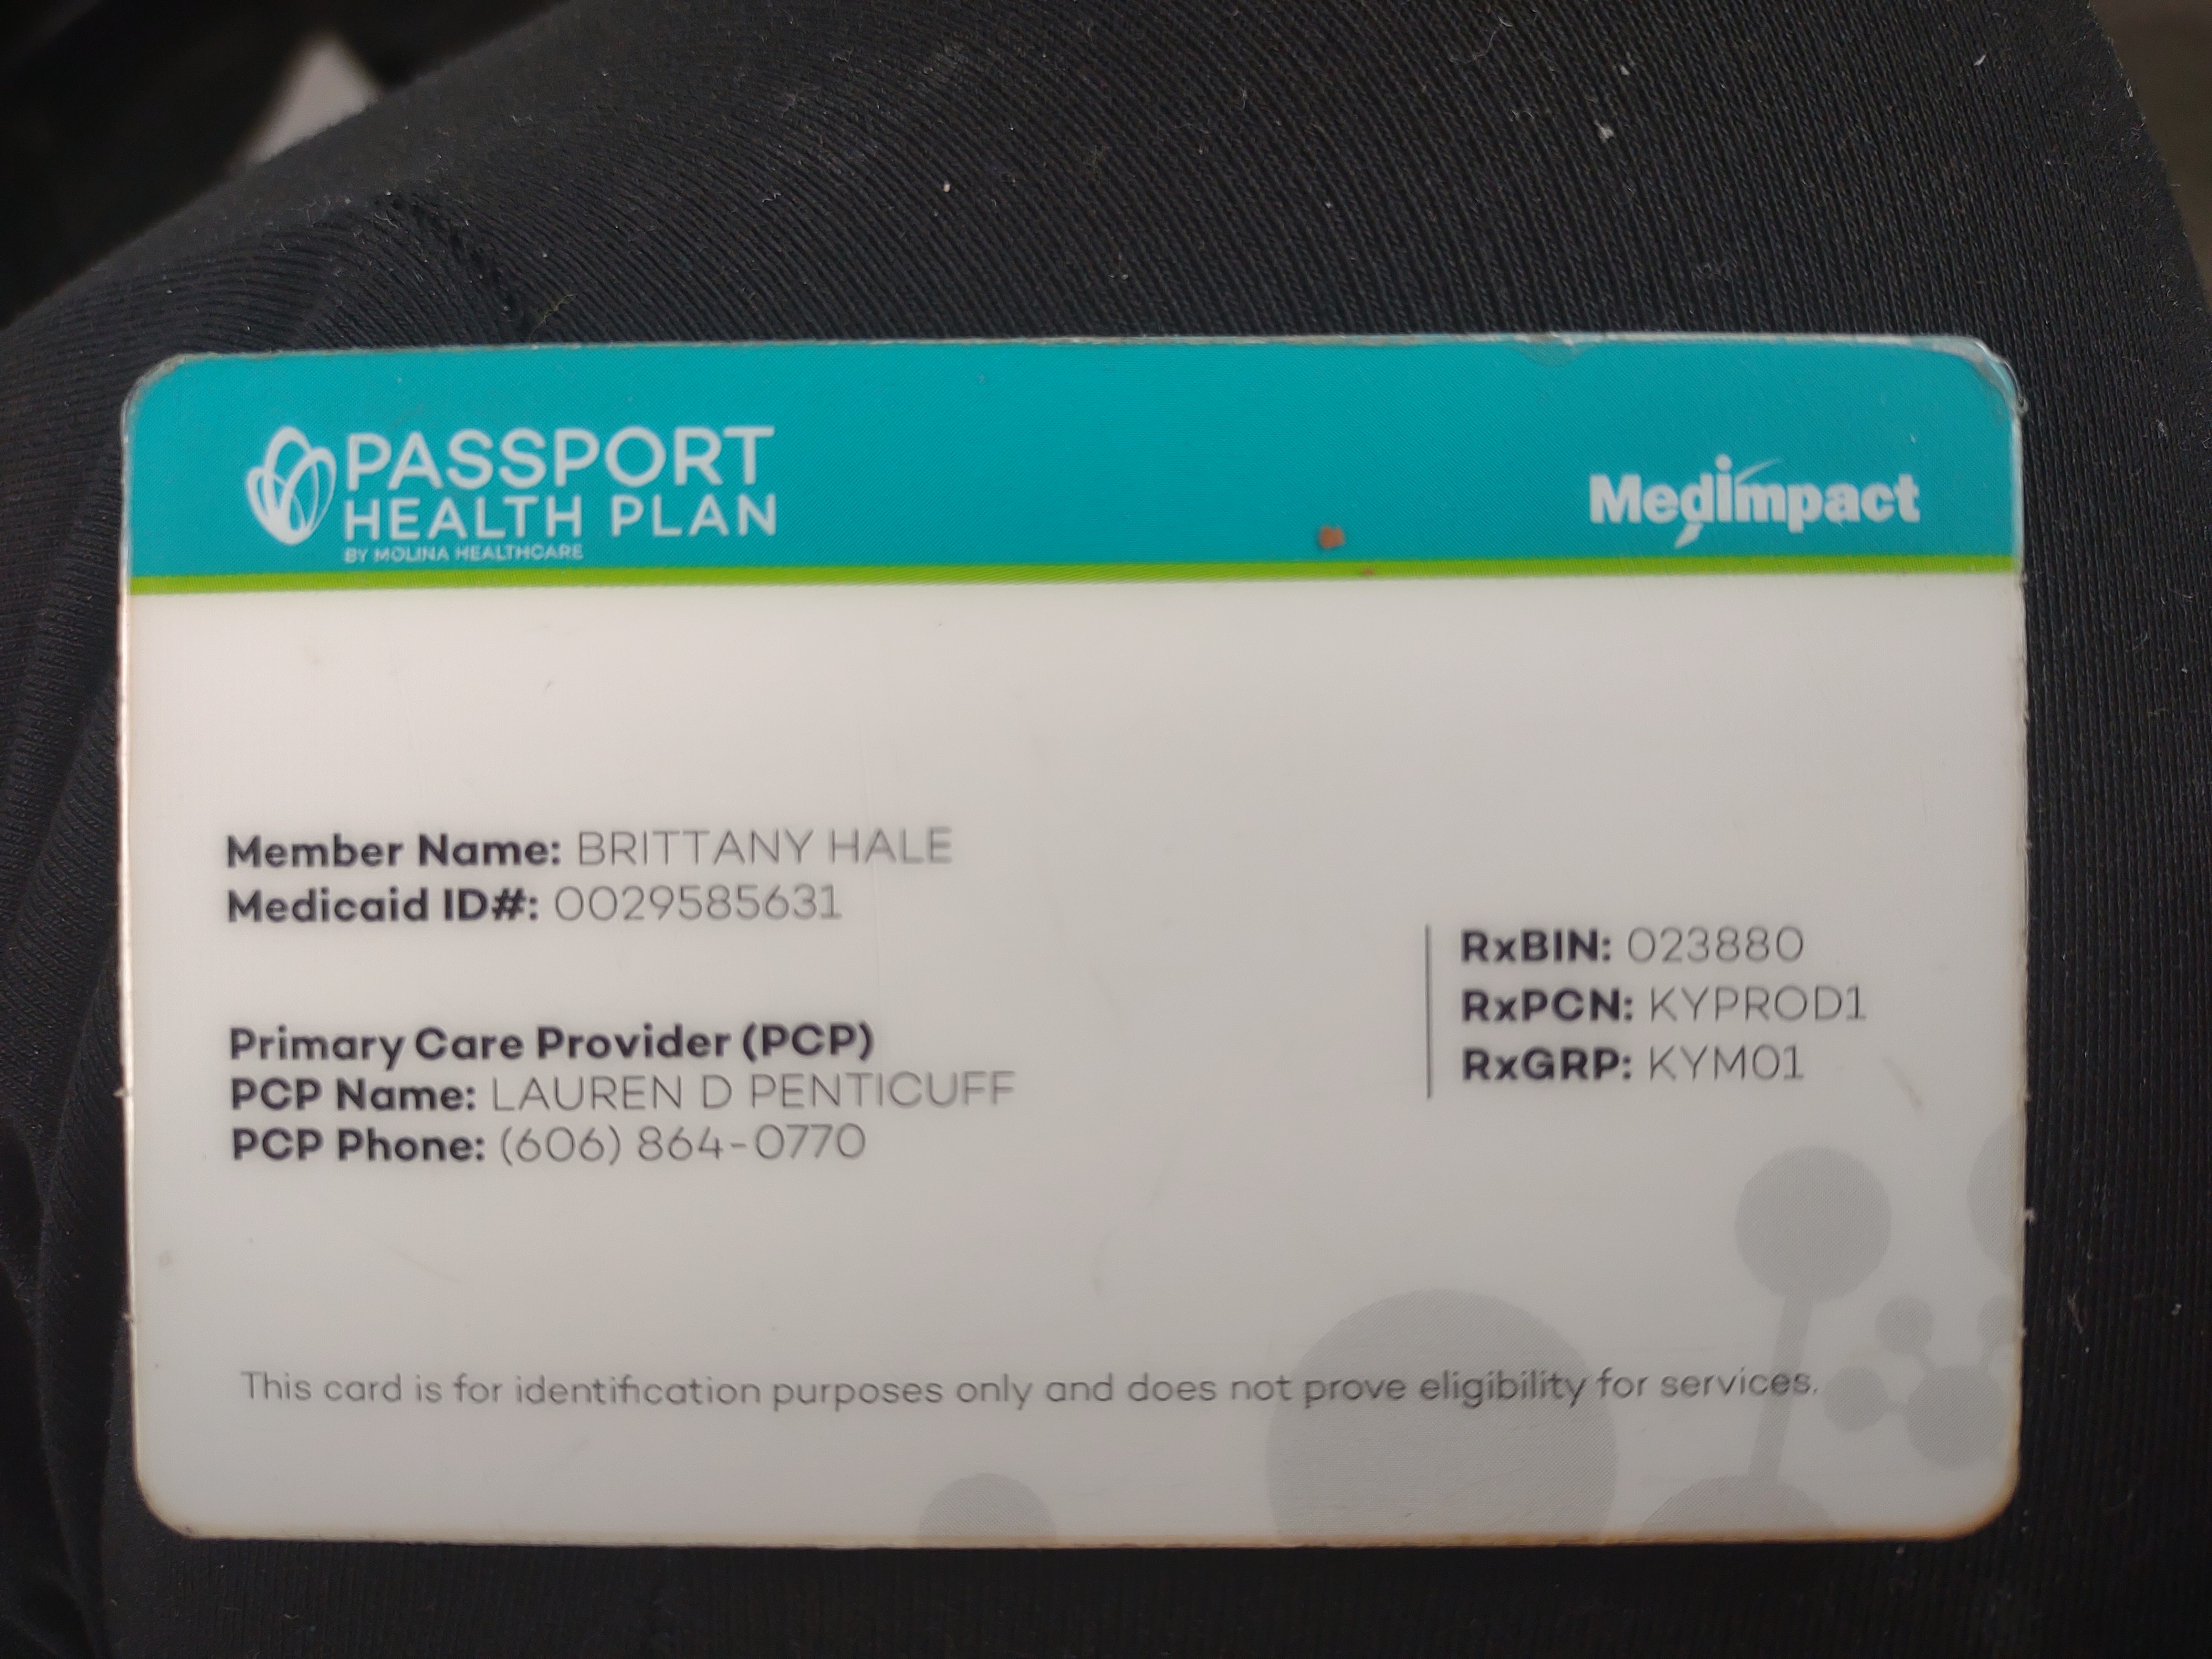 PASSPORT
HEALTH PLAN
BY MOLINA HEALTHCARE
MedImpact
Member Name: BRITTANY HALE
Medicaid ID#: 0029585631
Primary Care Provider (PCP)
PCP Name: LAUREN D PENTICUFF
PCP Phone: (606) 864-0770
RxBIN: 023880
RxPCN: KYPROD1
RxGRP: KYM01
This card is for identification purposes only and does not prove eligibility for services.